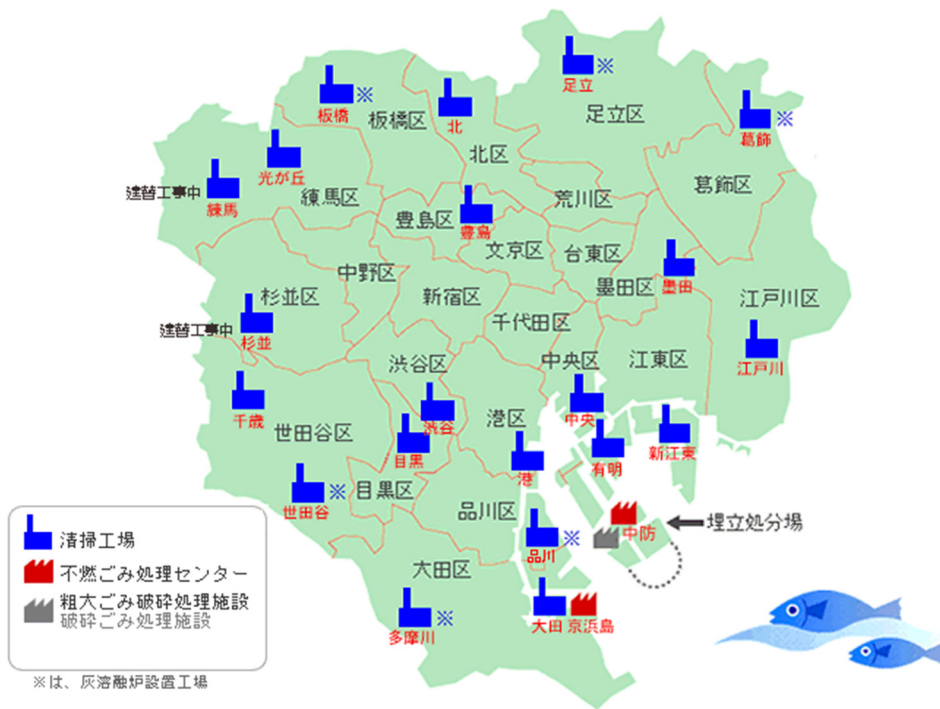 足立※
板橋※
板橋区
北
足立区
葛飾※
北区
光が丘
葛飾区
建替工事中
練馬
練馬区
荒川区
豊島区
豊島
文京区
台東区
中野区
墨田
墨田区
杉並区
新宿区
江戸川区
千代田区
建替工事中
杉並
中央区
江東区
渋谷区
江戸川
千歳
中央
渋谷
港区
世田谷区
目黒
有明
新江東
港
目黒区
世田谷※
品川区
埋立処分場
中防
清掃工場
品川※
不燃ごみ処理センター
大田区
粗大ごみ破砕処理施設
大田 京浜島
破砕ごみ処理施設
多摩川※
※は、灰溶融炉設置工場